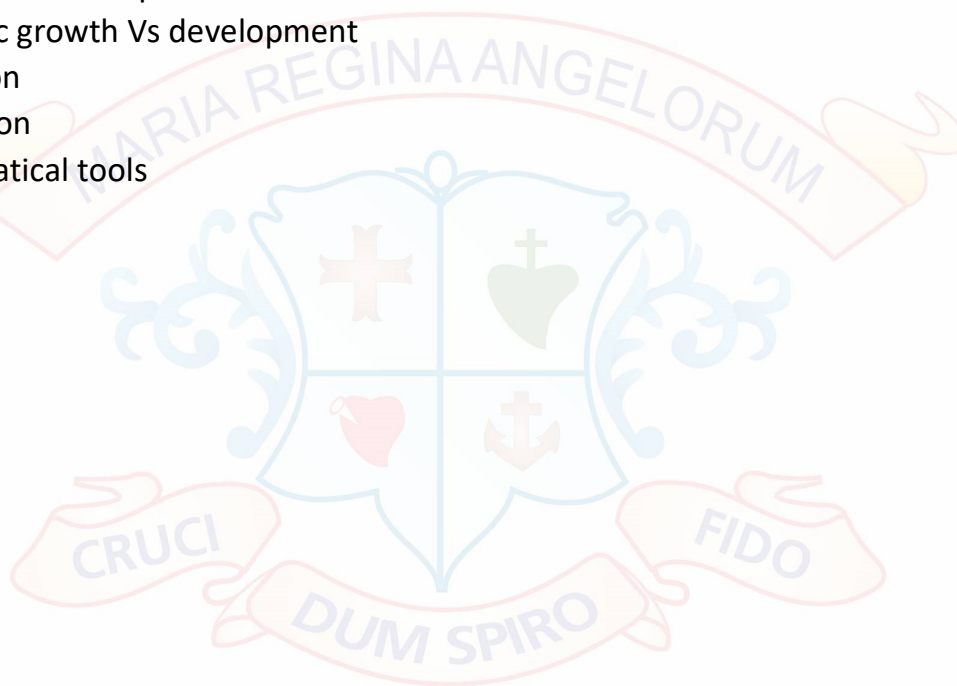 c growth Vs development
on
on
atical tools
MARIA REGINA ANGELORUM
CRUCI
FIDO
DUM SPIRO